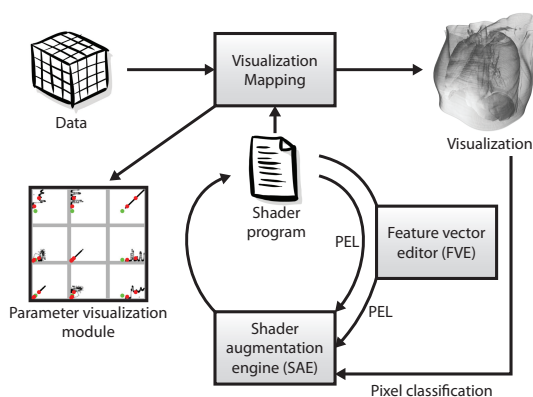 Visualization
Mapping
Data
Visualization
Shader
program
Feature vector
editor (FVE)
PEL
PEL
Parameter visualization
module
Shader
augmentation
engine (SAE)
Pixel classification